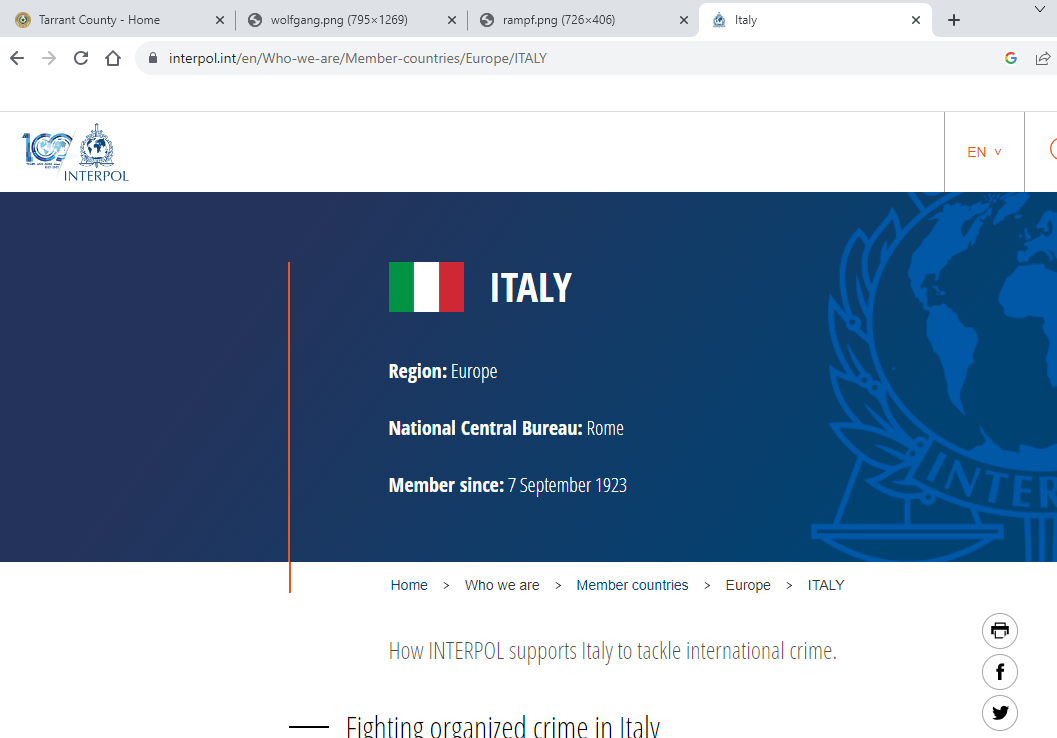 Tarrant County - Home
wolfgang.png (795×1269)
rampf.png (726×406)
Italy
interpol.int/en/Who-we-are/Member-countries/Europe/ITALY
INTERPOL
EN
ITALY
Region: Europe
National Central Bureau: Rome
Member since: 7 September 1923
INTER
Home > Who we are > Member countries > Europe > ITALY
How INTERPOL supports Italy to tackle international crime.
Fighting organized crime in Italy